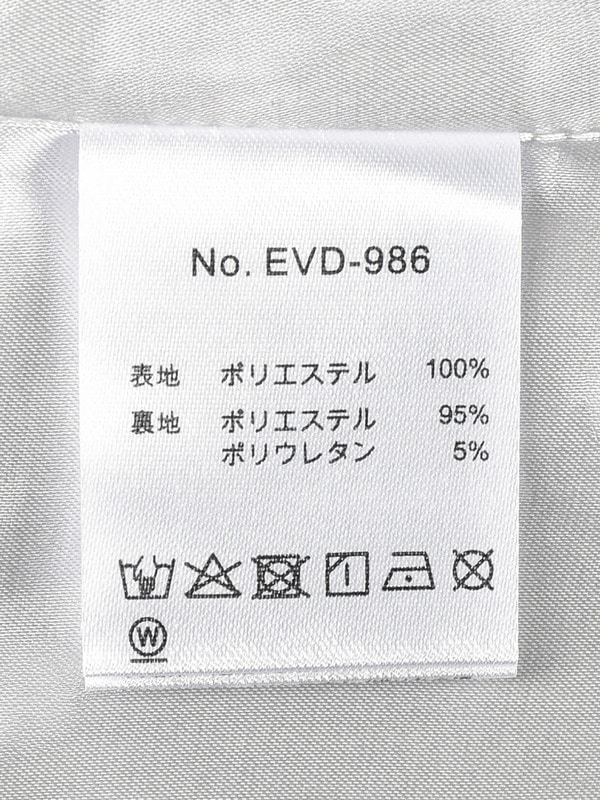 No. EVD-986
表地 ポリエステル 100%
裏地 ポリエステル 95%
ポリウレタン 5%
W